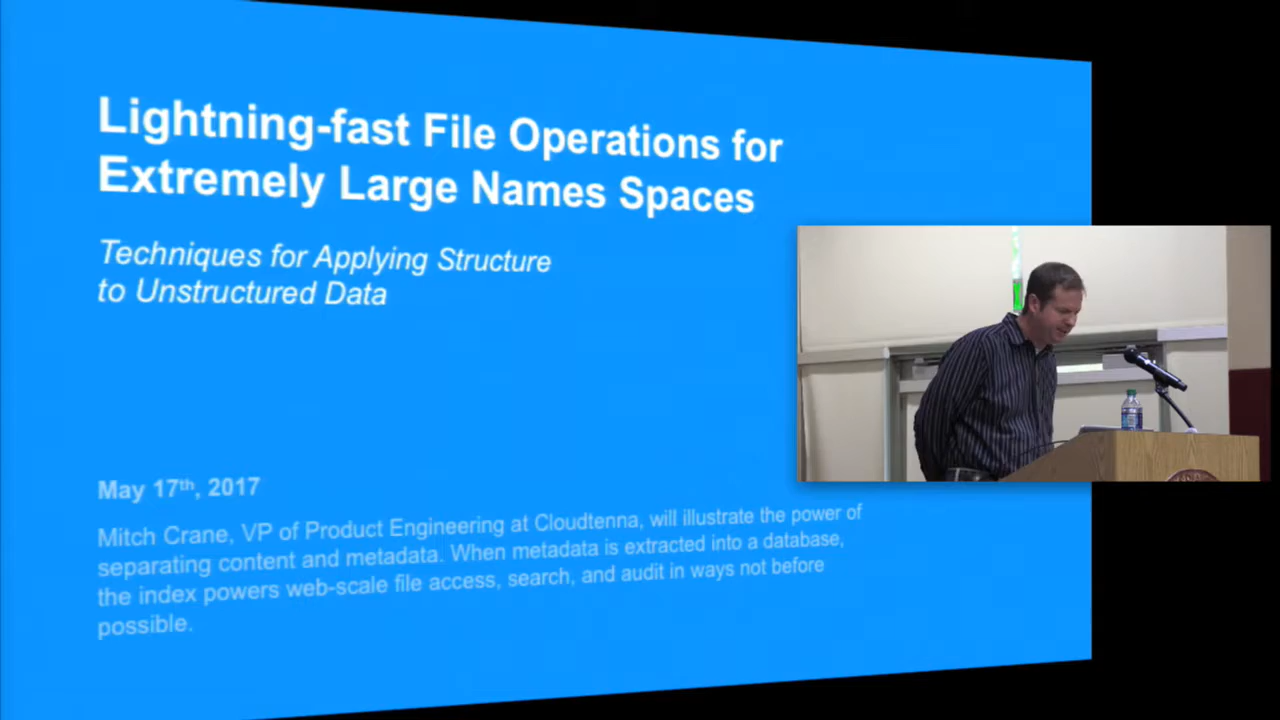 Lightning-fast File Operations for
Extremely Large Names Spaces
Techniques for Applying Structure
to Unstructured Data
May 17th, 2017
Mitch Crane, VP of Product Engineering at Cloudtenna, will illustrate the power of
separating content and metadata. When metadata is extracted into a database,
the index powers web-scale file access, search, and audit in ways not before
possible.